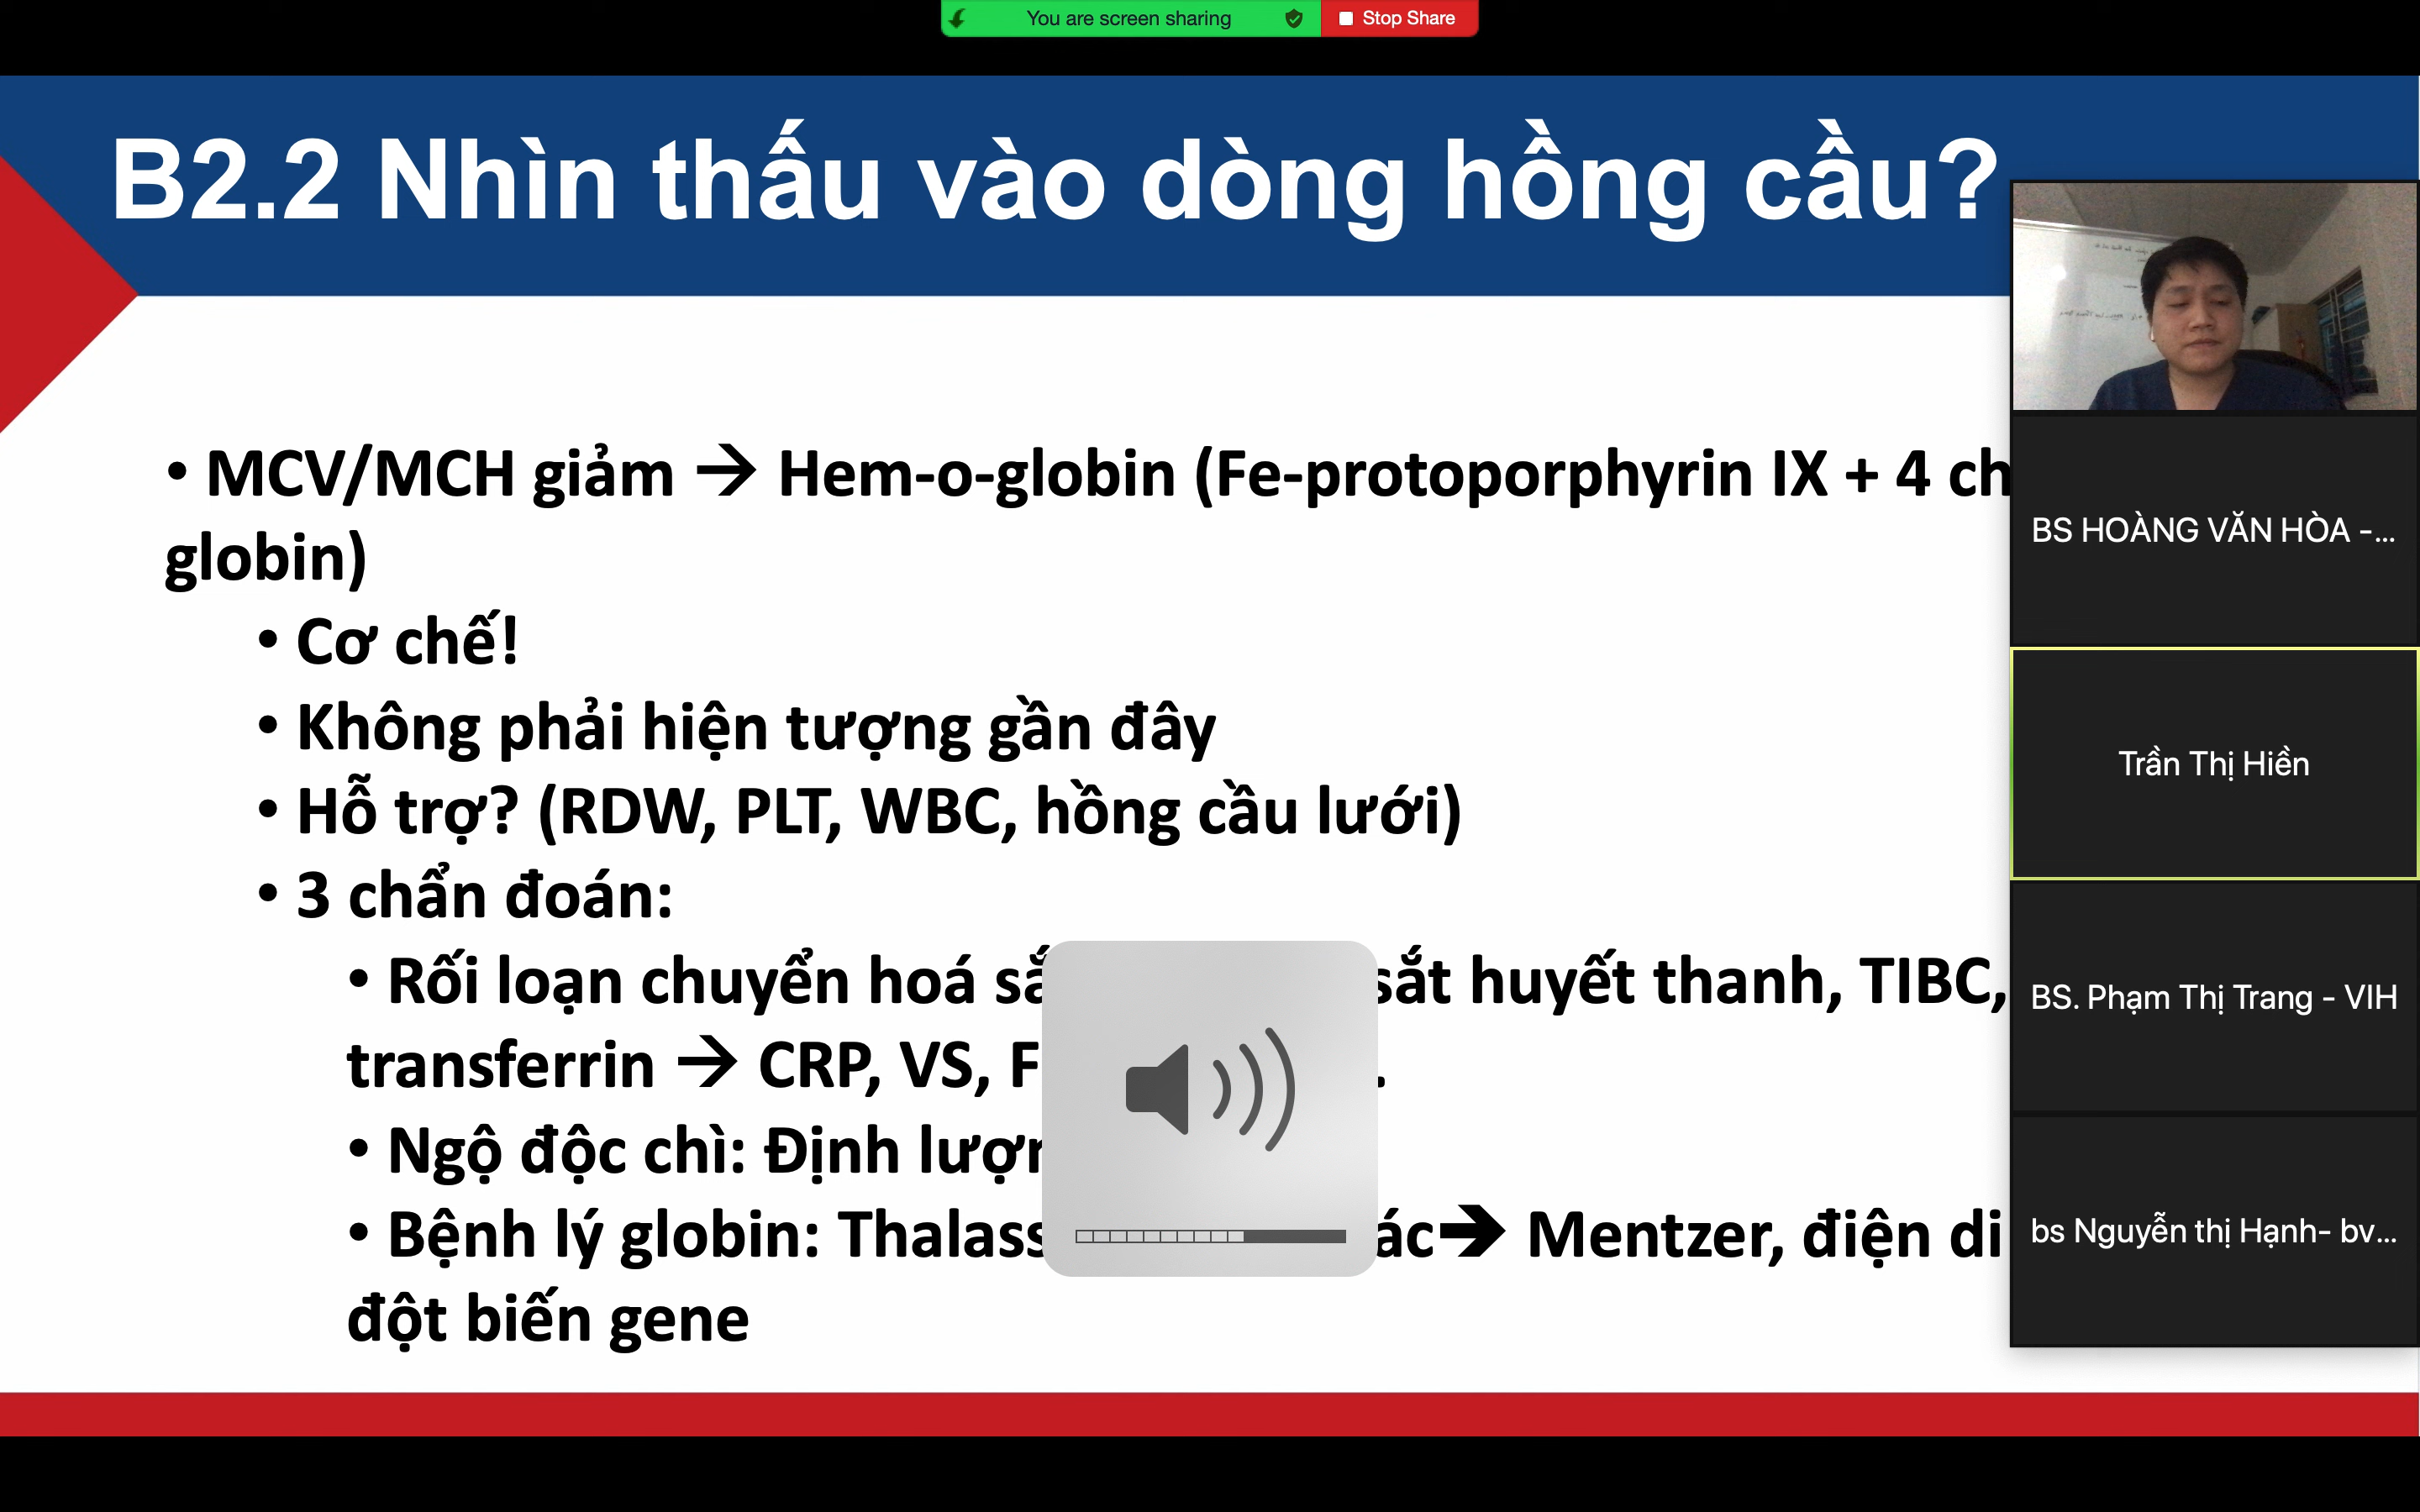 You are screen sharing
Stop Share
B2.2 Nhìn thấu vào dòng hồng cầu?
• MCV/MCH giảm → Hem-o-globin (Fe-protoporphyrin IX + 4 ch
globin)
• Cơ chế!
• Không phải hiện tượng gần đây
• Hỗ trợ? (RDW, PLT, WBC, hồng cầu lưới)
• 3 chẩn đoán:
• Rối loạn chuyển hoá sắt huyết thanh, TIBC,
transferrin → CRP, VS, F
• Ngộ độc chì: Định lượn
• Bệnh lý globin: Thalass ác→ Mentzer, điện di
đột biến gene
BS HOÀNG VĂN HÒA -...
Trần Thị Hiền
BS. Phạm Thị Trang - VIH
bs Nguyễn thị Hạnh- bv...